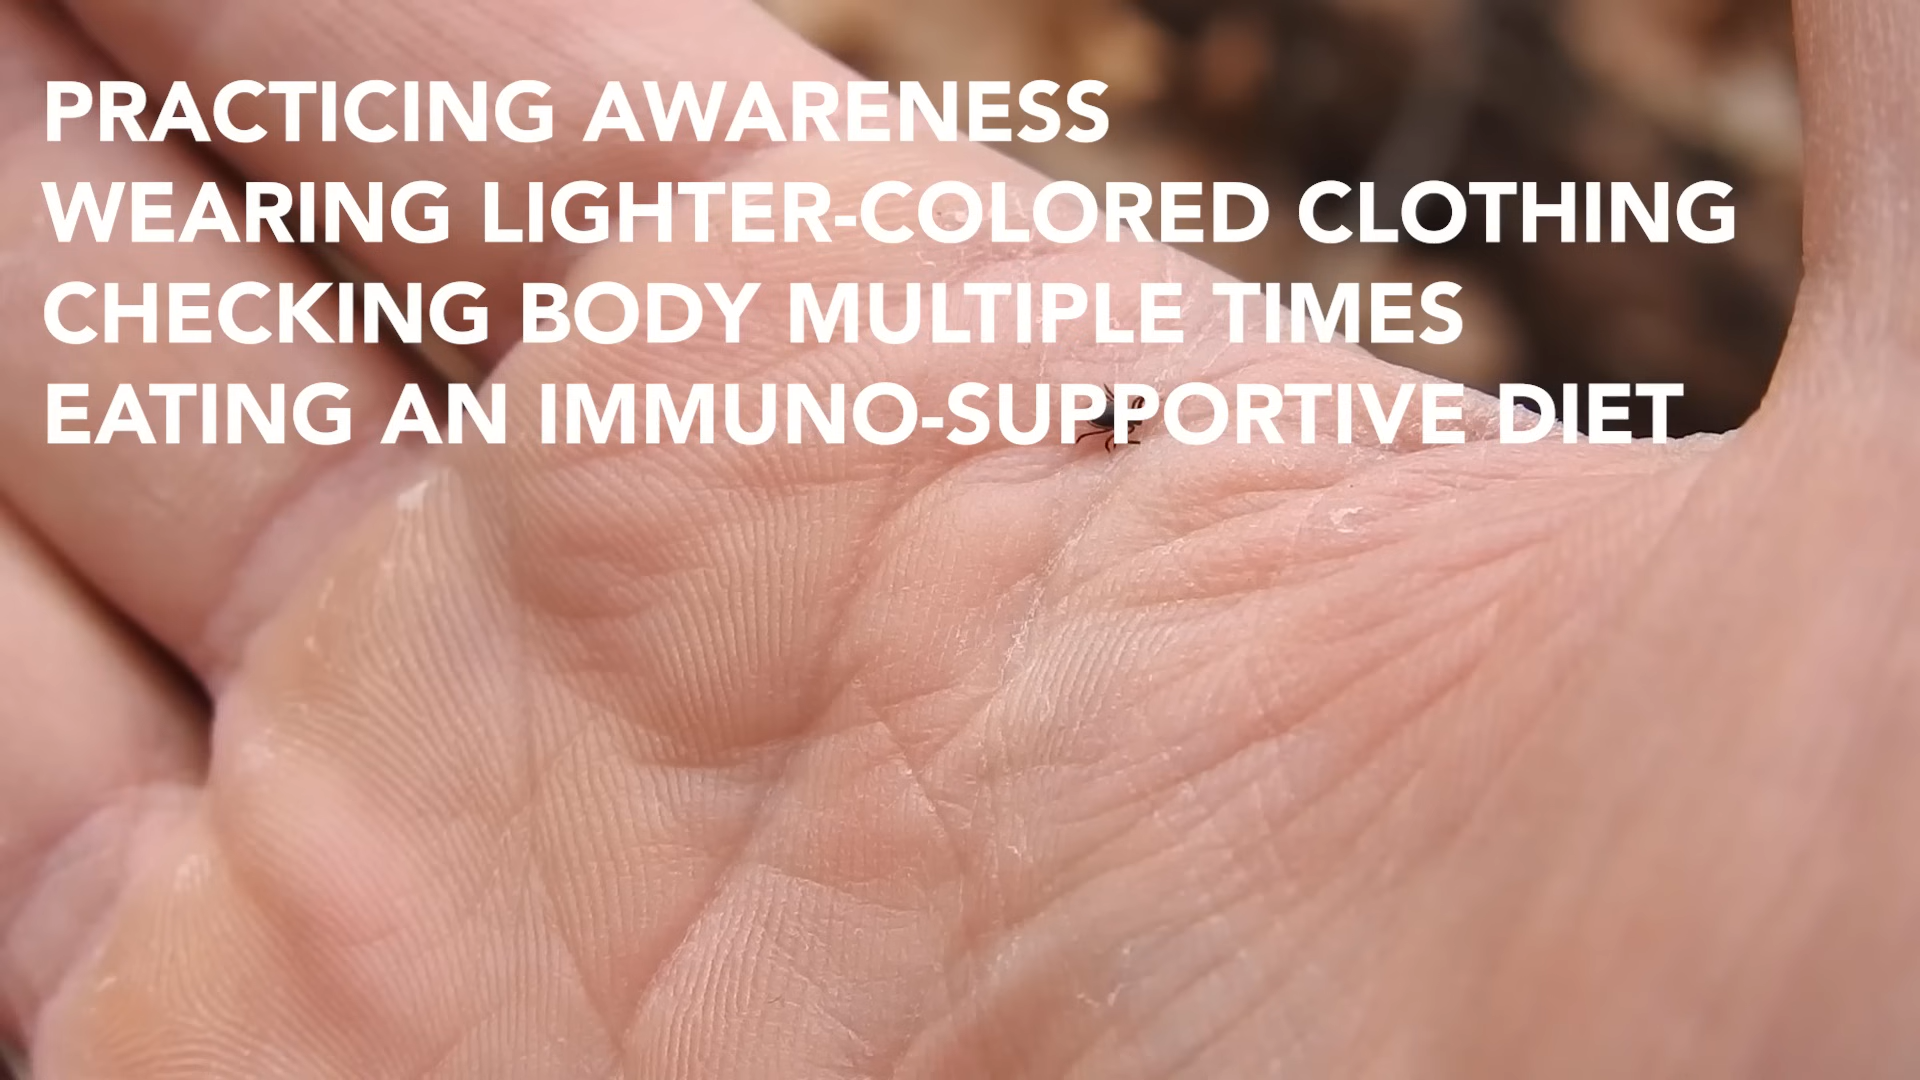 PRACTICING AWARENESS
WEARING LIGHTER-COLORED CLOTHING
CHECKING BODY MULTIPLE TIMES
EATING AN IMMUNO-SUPPORTIVE DIET